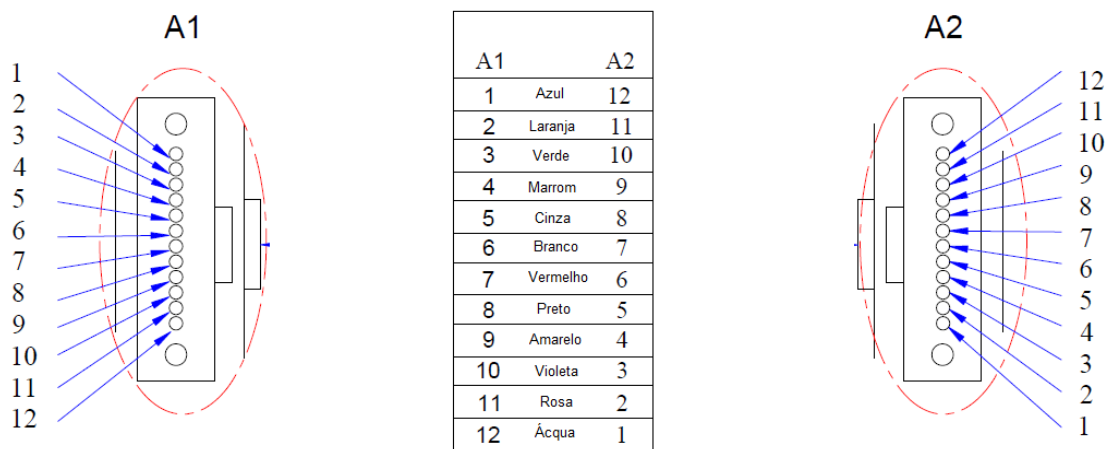 A1
1
2
3
4
5
6
7
8
9
10
11
12
A1 A2
1 Azul 12
2 Laranja 11
3 Verde 10
4 Marrom 9
5 Cinza 8
6 Branco 7
7 Vermelho 6
8 Preto 5
9 Amarelo 4
10 Violeta 3
11 Rosa 2
12 Ácqua 1
A2
12
11
10
9
8
7
6
5
4
3
2
1